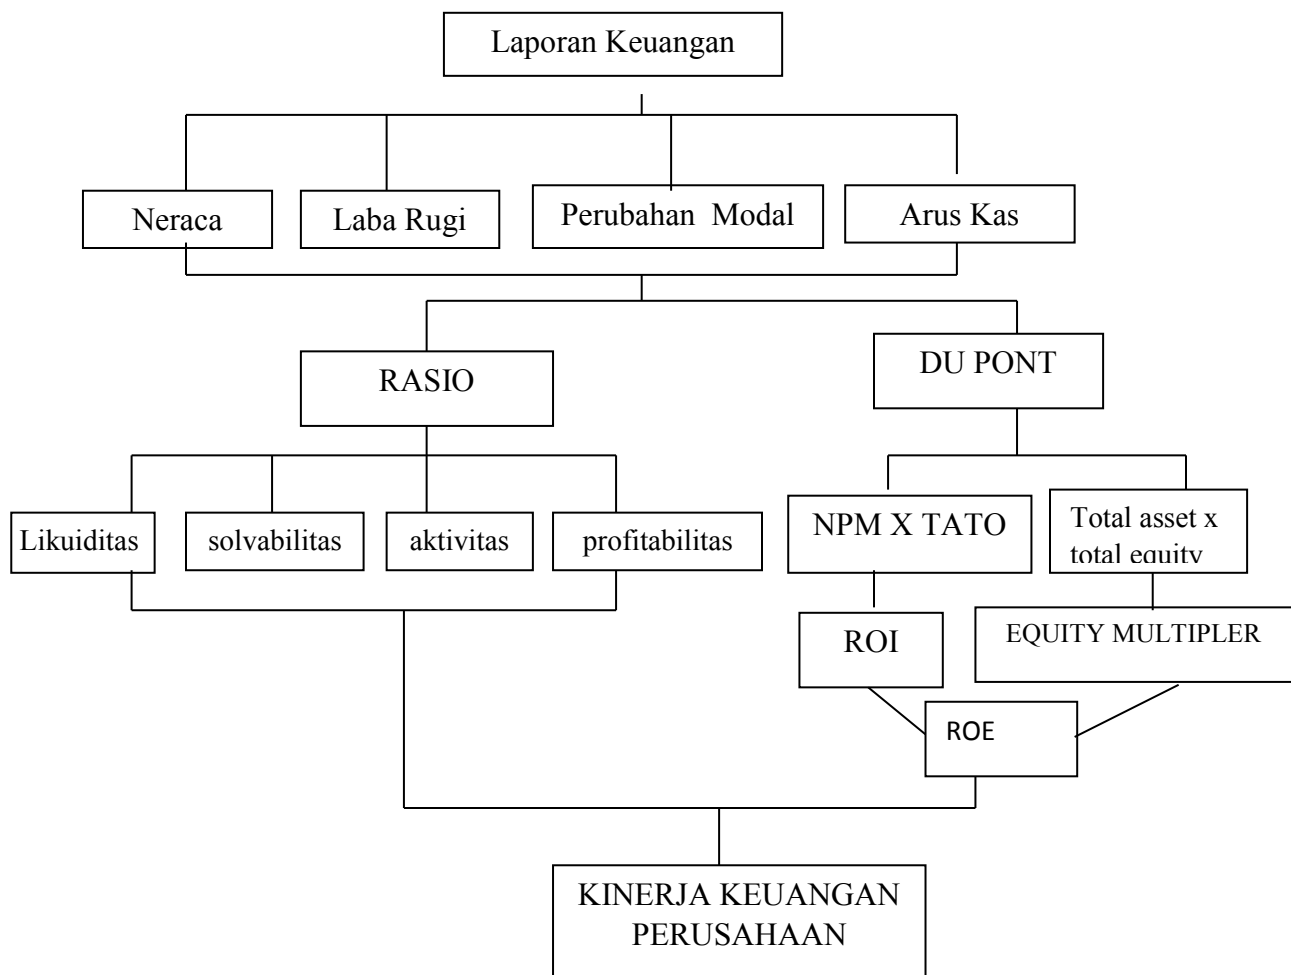 Laporan Keuangan
Neraca
Laba Rugi
Perubahan Modal
Arus Kas
RASIO
DU PONT
Likuiditas
solvabilitas
aktivitas
profitabilitas
NPM X TATO
Total asset x
total equity
ROI
EQUITY MULTIPLER
ROE
KINERJA KEUANGAN
PERUSAHAAN